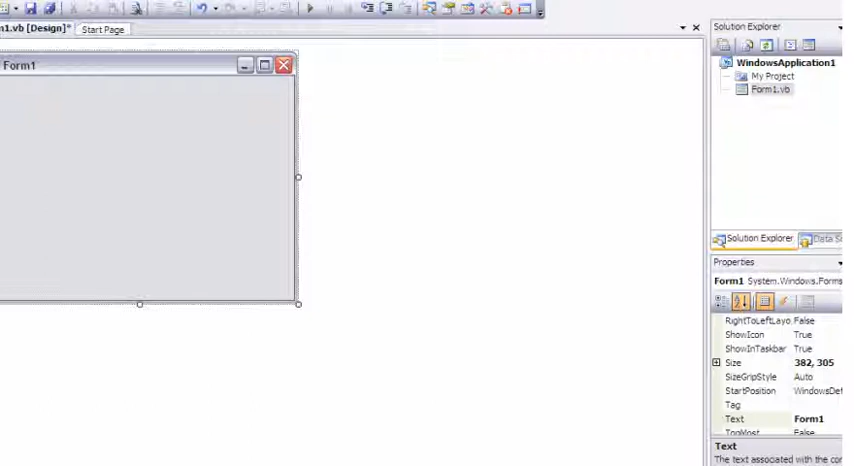 m1.vb [Design]*
Start Page
Form1
Solution Explorer
WindowsApplication1
My Project
Form1.vb
Solution Explorer
Data So
Properties
Form1 System.Windows.Forms
RightToLeftLayo False
ShowIcon True
ShowInTaskbar True
Size 382, 305
SizeGripStyle Auto
StartPosition WindowsDef
Tag
Text Form1
TopMost False
Text
The text associated with the con